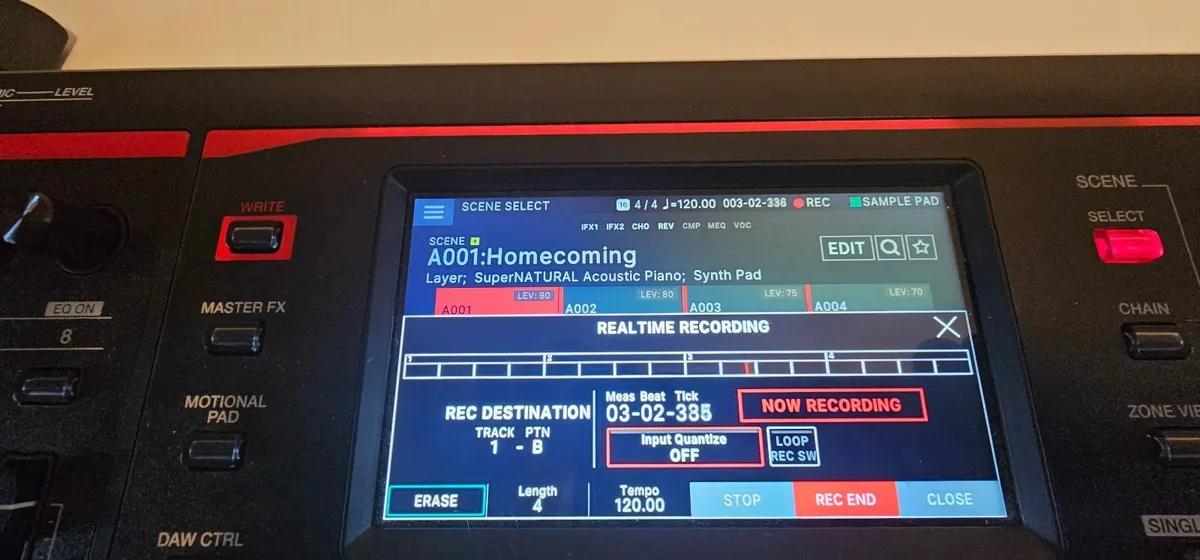 LEVEL
WRITE
EQ ON
8
MASTER FX
MOTIONAL
PAD
DAW CTRL
SCENE SELECT
16 4/4 ♩=120.00 003-02-336 REC SAMPLE PAD
IFX1 IFX2 CHO REV CMP MEQ VOC
SCENE
A001:Homecoming
EDIT
Layer; SuperNATURAL Acoustic Piano; Synth Pad
LEV: 90 LEV: 80 LEV: 75 LEV: 70
A001 A002 A003 A004
REALTIME RECORDING
1 2 3 4
REC DESTINATION
TRACK PTN
1 - B
Meas Beat Tick
03-02-335
NOW RECORDING
Input Quantize
OFF
LOOP
REC SW
ERASE
Length
4
Tempo
120.00
STOP
REC END
CLOSE
SCENE
SELECT
CHAIN
ZONE